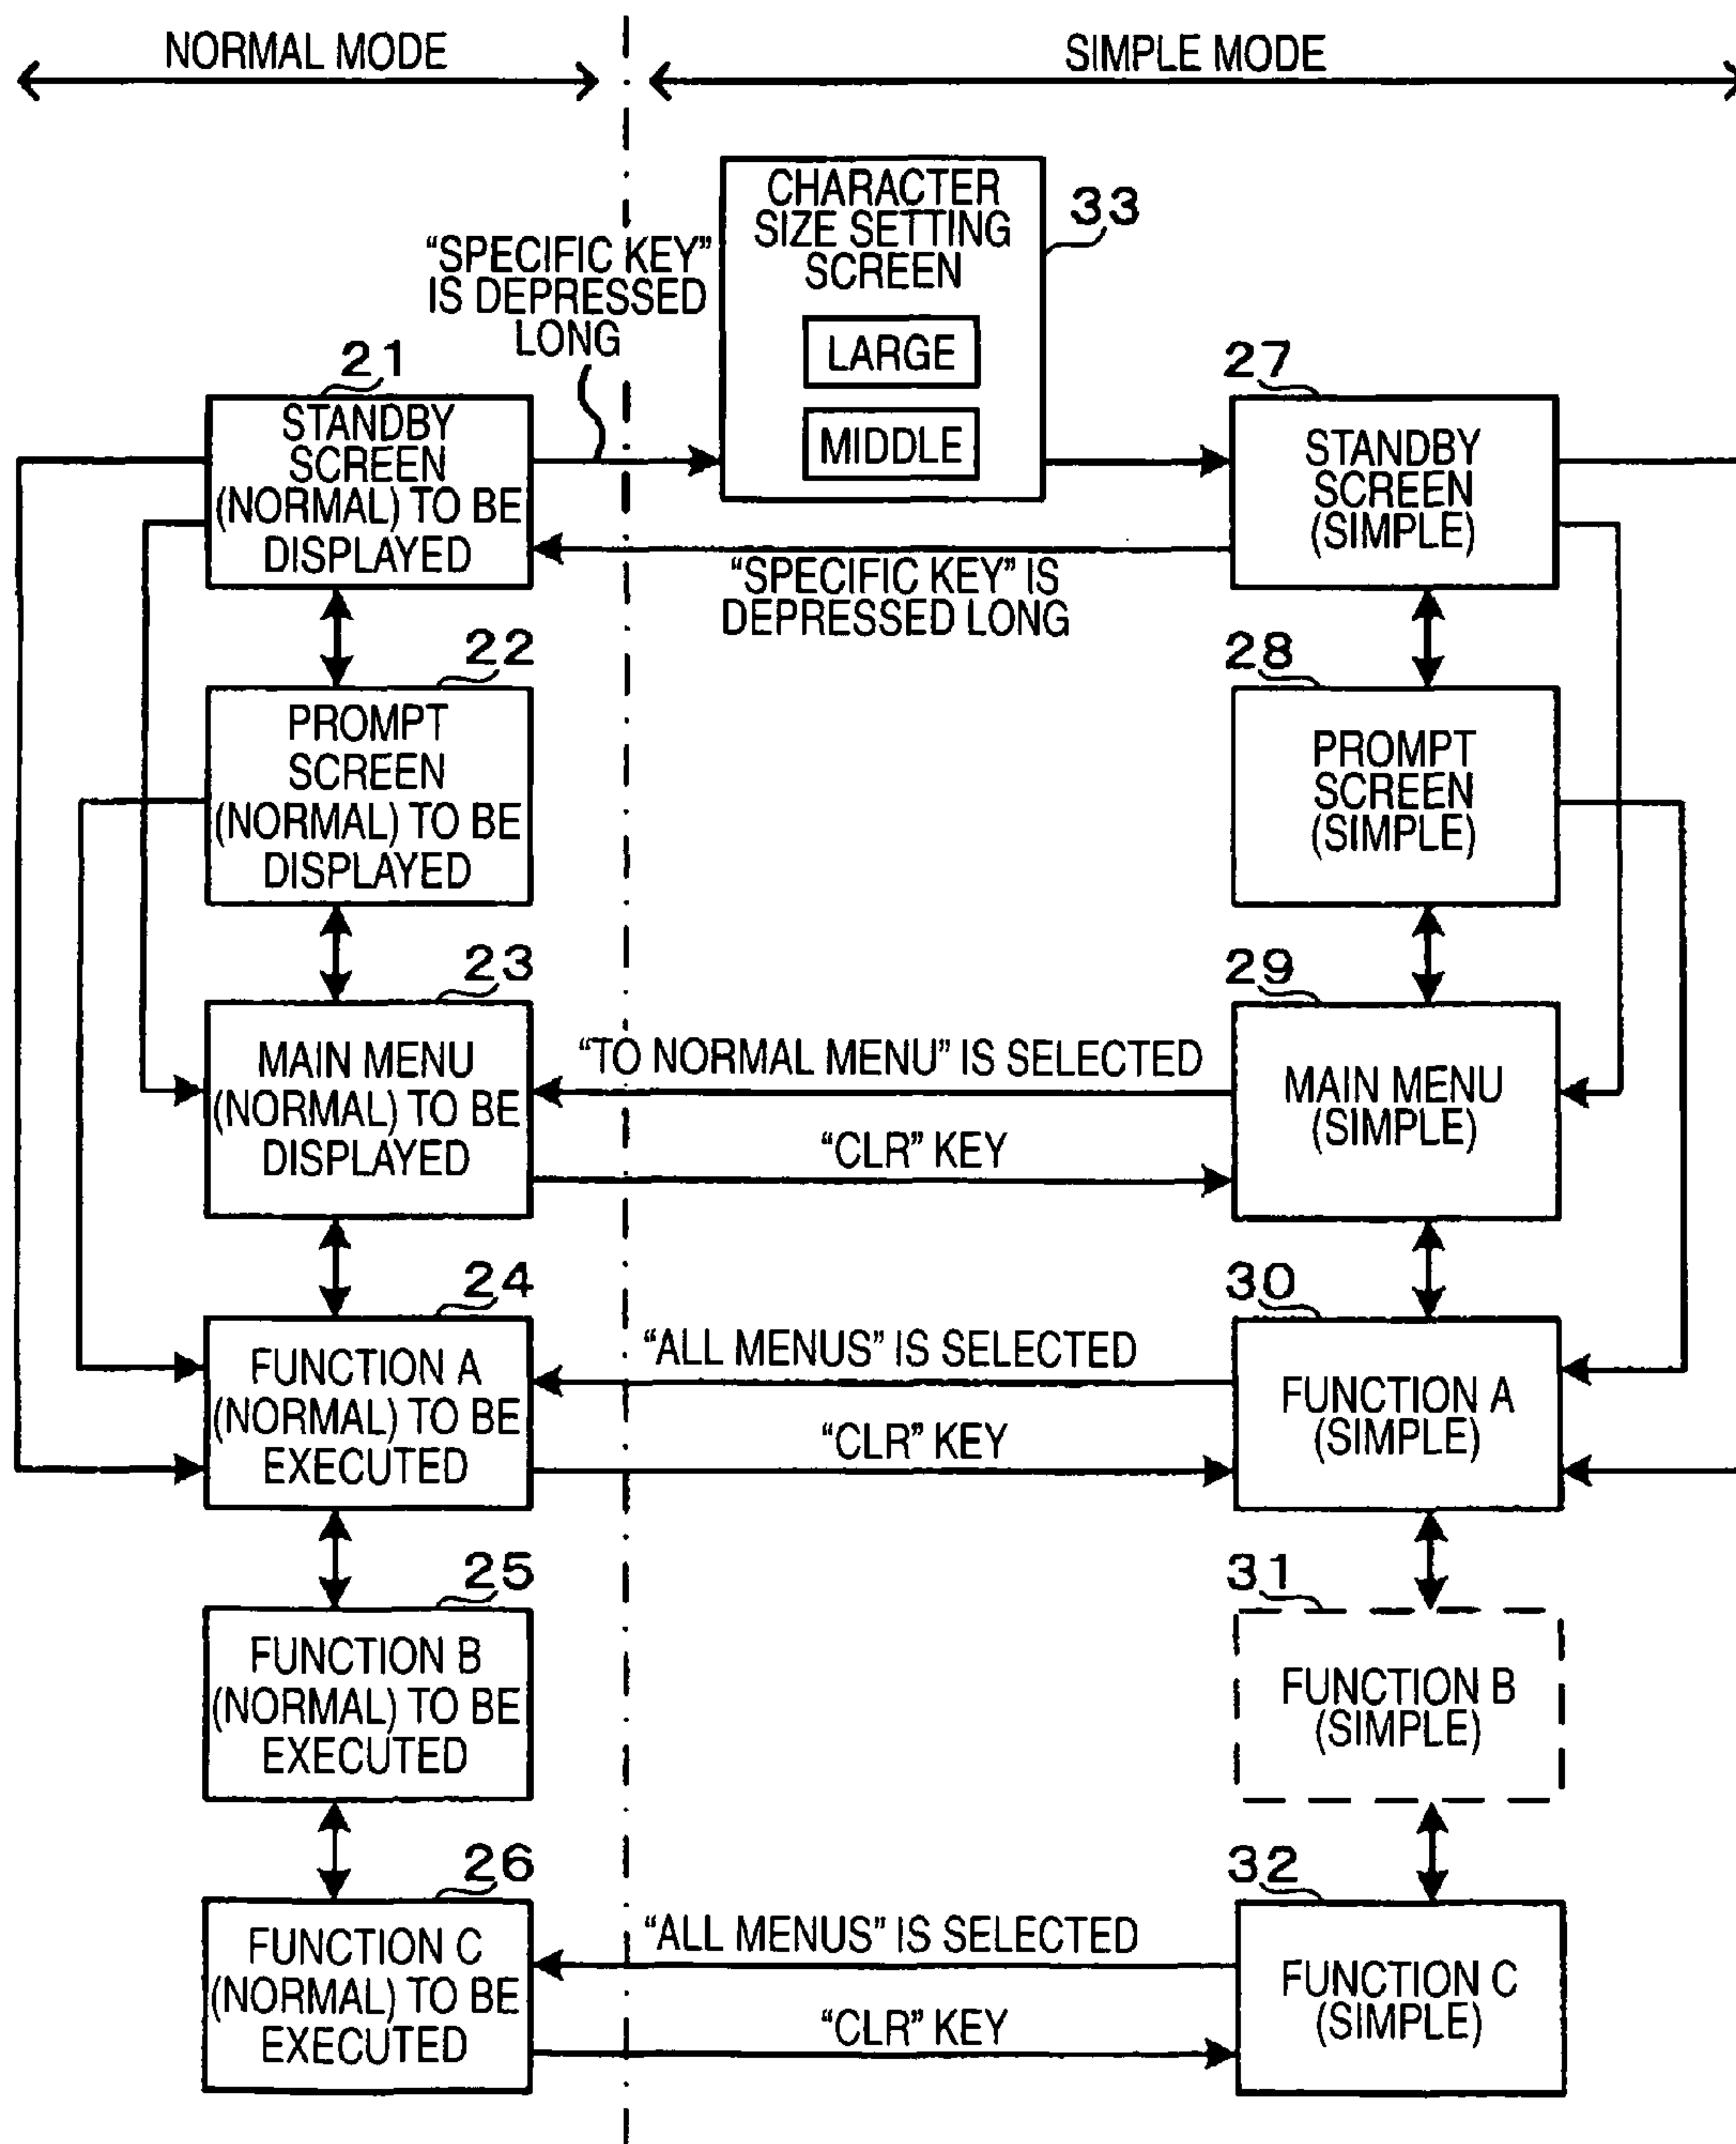 NORMAL MODE
SIMPLE MODE
CHARACTER
SIZE SETTING
SCREEN
33
LARGE
MIDDLE
“SPECIFIC KEY”
IS DEPRESSED
LONG
21
STANDBY
SCREEN
(NORMAL) TO BE
DISPLAYED
27
STANDBY
SCREEN
(SIMPLE)
“SPECIFIC KEY” IS
DEPRESSED LONG
22
PROMPT
SCREEN
(NORMAL) TO BE
DISPLAYED
28
PROMPT
SCREEN
(SIMPLE)
23
MAIN MENU
(NORMAL) TO BE
DISPLAYED
“TO NORMAL MENU” IS SELECTED
“CLR” KEY
29
MAIN MENU
(SIMPLE)
24
FUNCTION A
(NORMAL) TO BE
EXECUTED
“ALL MENUS” IS SELECTED
“CLR” KEY
30
FUNCTION A
(SIMPLE)
25
FUNCTION B
(NORMAL) TO BE
EXECUTED
31
FUNCTION B
(SIMPLE)
26
FUNCTION C
(NORMAL) TO BE
EXECUTED
“ALL MENUS” IS SELECTED
“CLR” KEY
32
FUNCTION C
(SIMPLE)